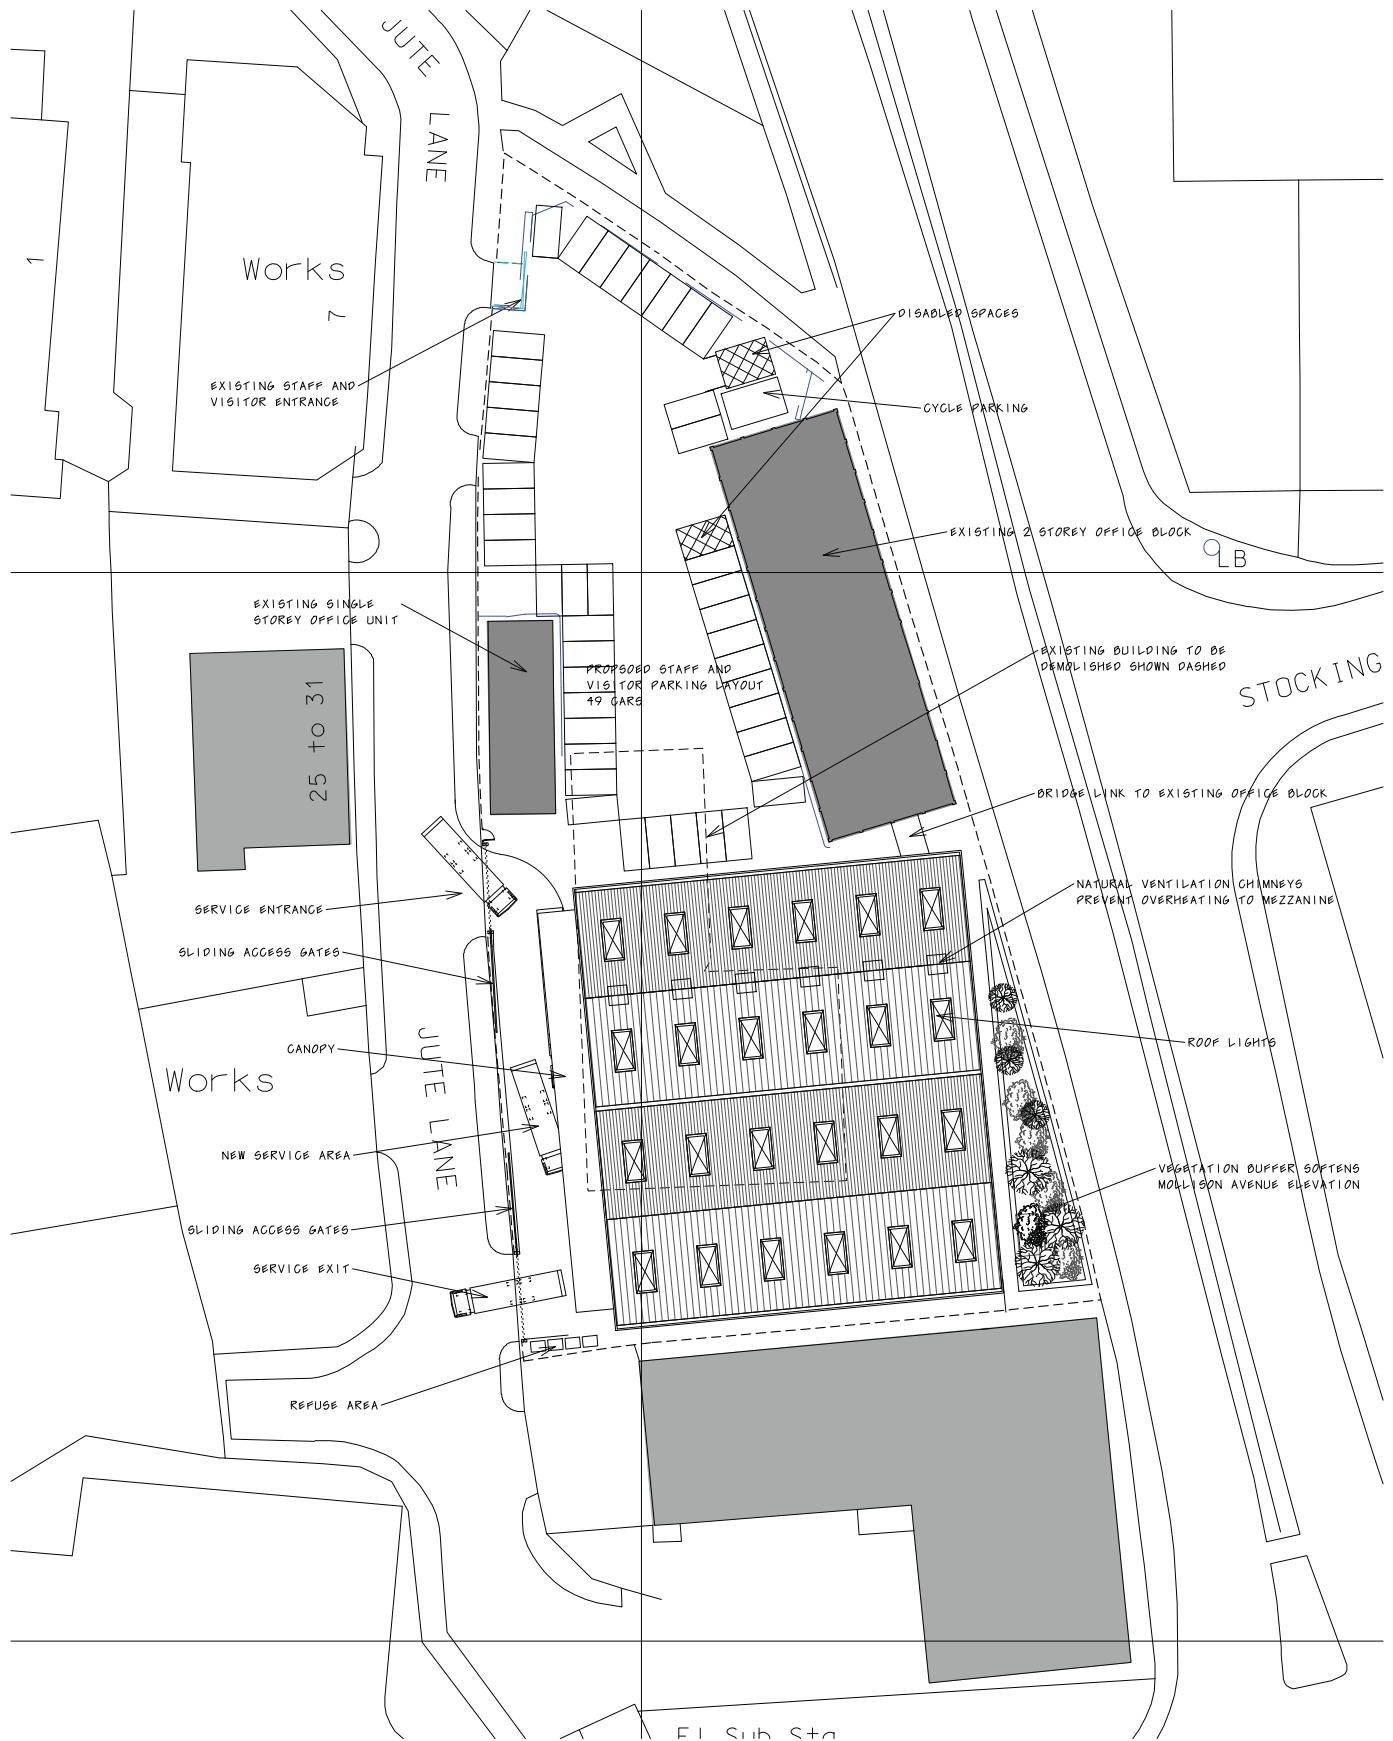 JUTE
LANE
1
Works
7
DISABLED SPACES
EXISTING STAFF AND
VISITOR ENTRANCE
CYCLE PARKING
EXISTING 2 STOREY OFFICE BLOCK
LB
EXISTING SINGLE
STOREY OFFICE UNIT
EXISTING BUILDING TO BE
DEMOLISHED SHOWN DASHED
PROPSOED STAFF AND
VISITOR PARKING LAYOUT
49 CARS
STOCKING
25 to 31
BRIDGE LINK TO EXISTING OFFICE BLOCK
NATURAL VENTILATION CHIMNEYS
PREVENT OVERHEATING TO MEZZANINE
SERVICE ENTRANCE
SLIDING ACCESS GATES
CANOPY
ROOF LIGHTS
Works
JUTE LANE
NEW SERVICE AREA
VEGETATION BUFFER SOFTENS
MOLLISON AVENUE ELEVATION
SLIDING ACCESS GATES
SERVICE EXIT
REFUSE AREA
El Sub Sta